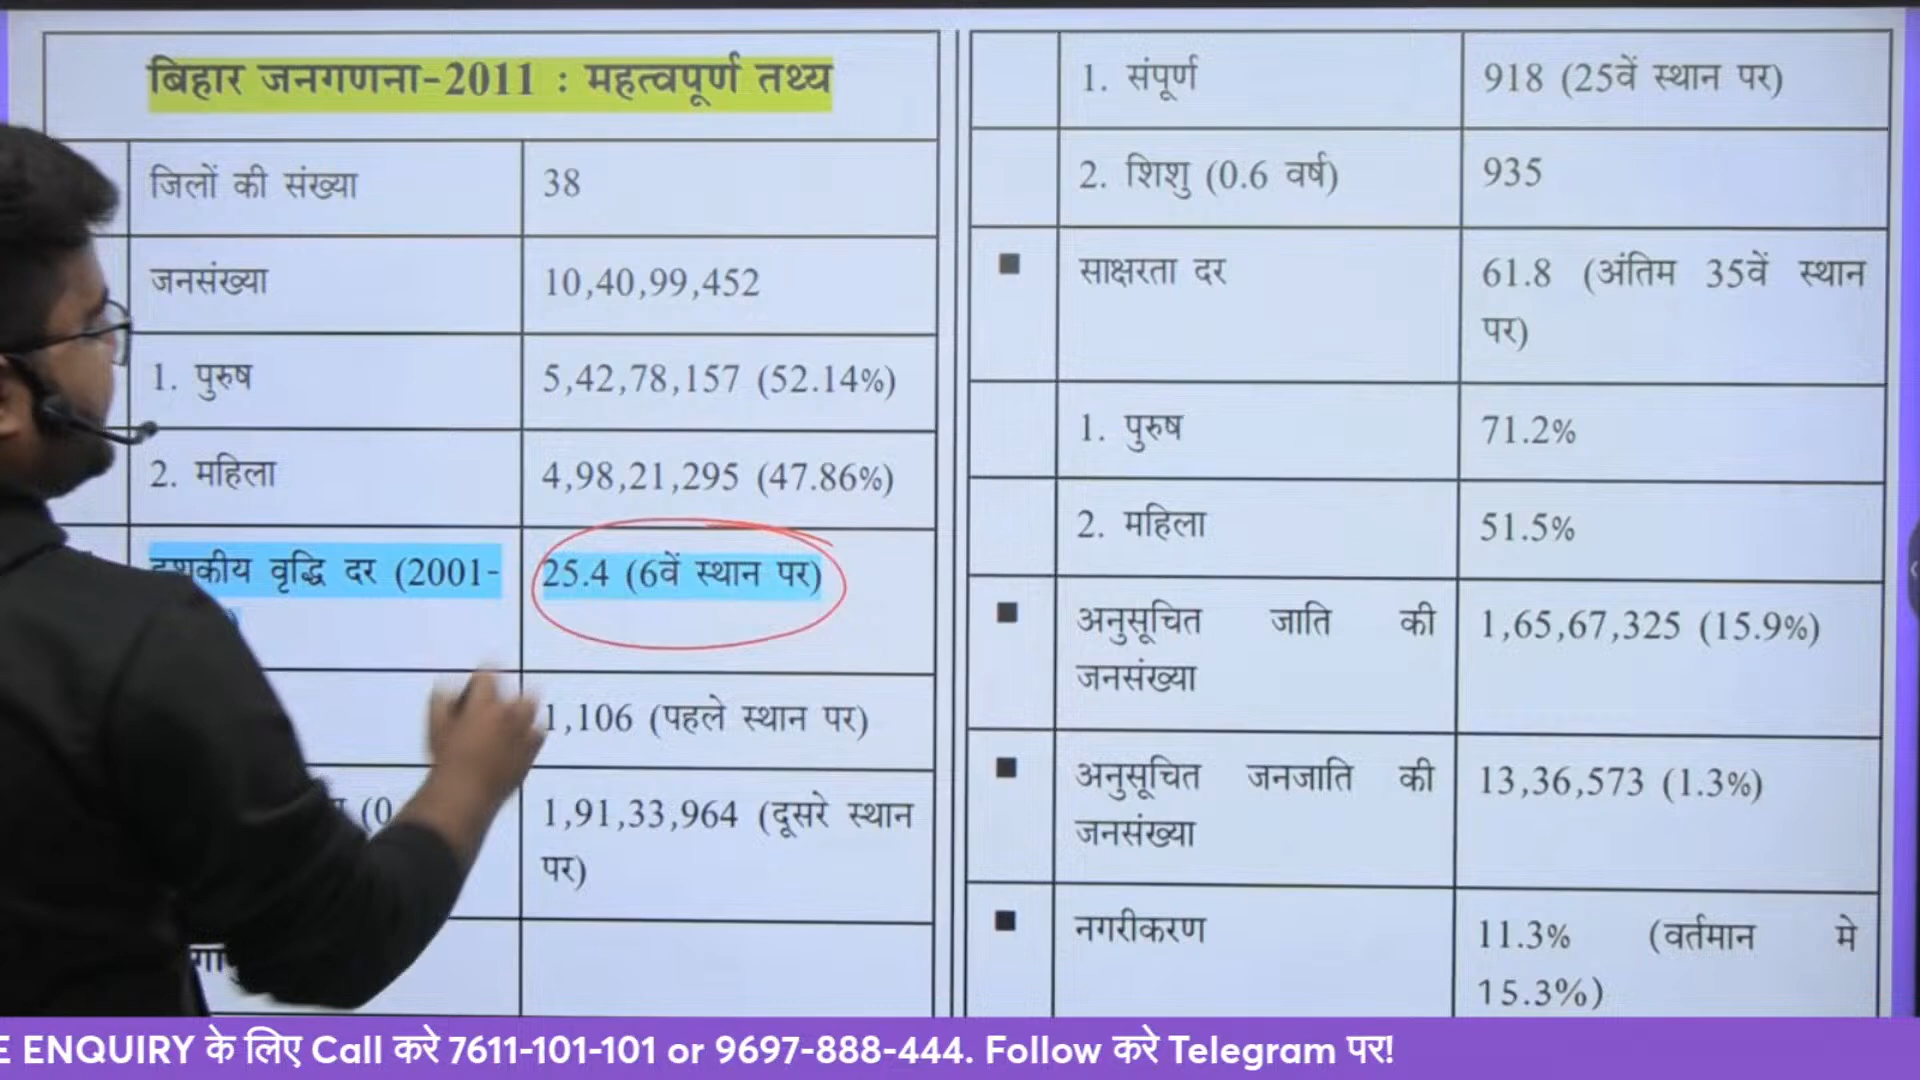 बिहार जनगणना-2011 : महत्वपूर्ण तथ्य
जिलों की संख्या 38
जनसंख्या 10,40,99,452
1. पुरुष 5,42,78,157 (52.14%)
2. महिला 4,98,21,295 (47.86%)
वृद्धि दर (2001- 25.4 (6वें स्थान पर)
1,106 (पहले स्थान पर)
(0 1,91,33,964 (दूसरे स्थान
पर)
1. संपूर्ण 918 (25वें स्थान पर)
2. शिशु (0.6 वर्ष) 935
साक्षरता दर 61.8 (अंतिम 35वें स्थान
पर)
1. पुरुष 71.2%
2. महिला 51.5%
अनुसूचित जाति की 1,65,67,325 (15.9%)
जनसंख्या
अनुसूचित जनजाति की 13,36,573 (1.3%)
जनसंख्या
नगरीकरण 11.3% (वर्तमान मे
15.3%)
E ENQUIRY के लिए Call करे 7611-101-101 or 9697-888-444. Follow करे Telegram पर!